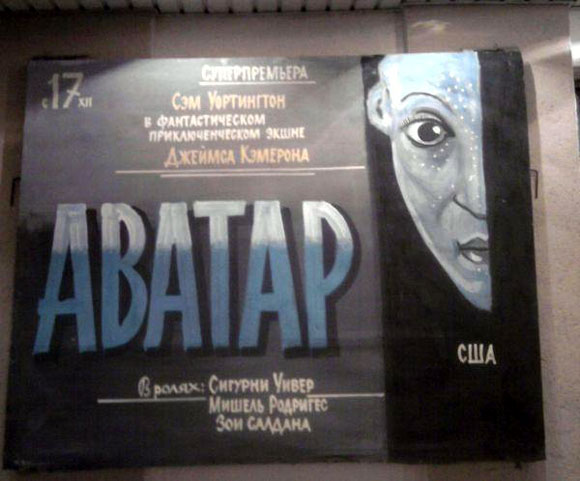 СУПЕРПРЕМЬЕРА
с 17 XII
Сэм Уортингтон
в фантастическом
приключенческом экшне
Джеймса Кэмерона
АВАТАР
США
В ролях: Сигурни Уивер
Мишель Родригес
Зои Салдана